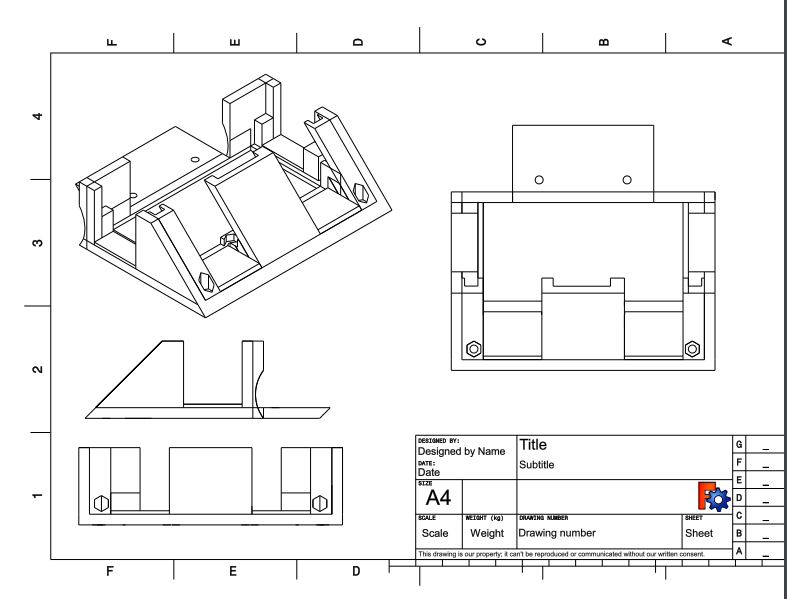 F E D C B A
4
3
2
1
DESIGNED BY:
Designed by Name
DATE:
Date
SIZE
A4
Title
Subtitle
SCALE
Scale
WEIGHT (kg)
Weight
DRAWING NUMBER
Drawing number
SHEET
Sheet
This drawing is our property; it can't be reproduced or communicated without our written consent.
G _
F _
E _
D _
C _
B _
A _
F E D